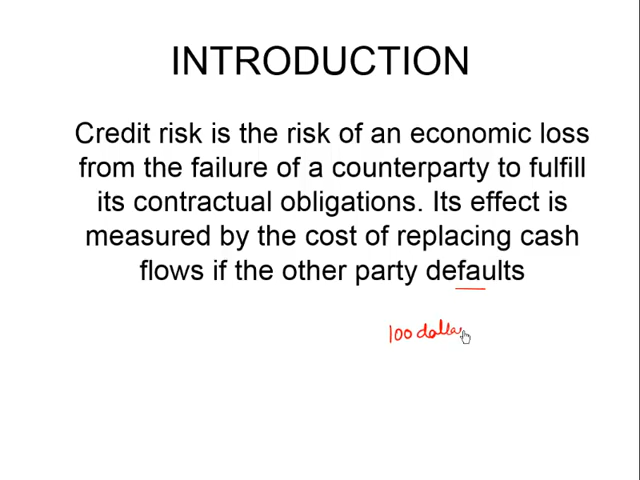 INTRODUCTION
Credit risk is the risk of an economic loss
from the failure of a counterparty to fulfill
its contractual obligations. Its effect is
measured by the cost of replacing cash
flows if the other party defaults
100 dolla